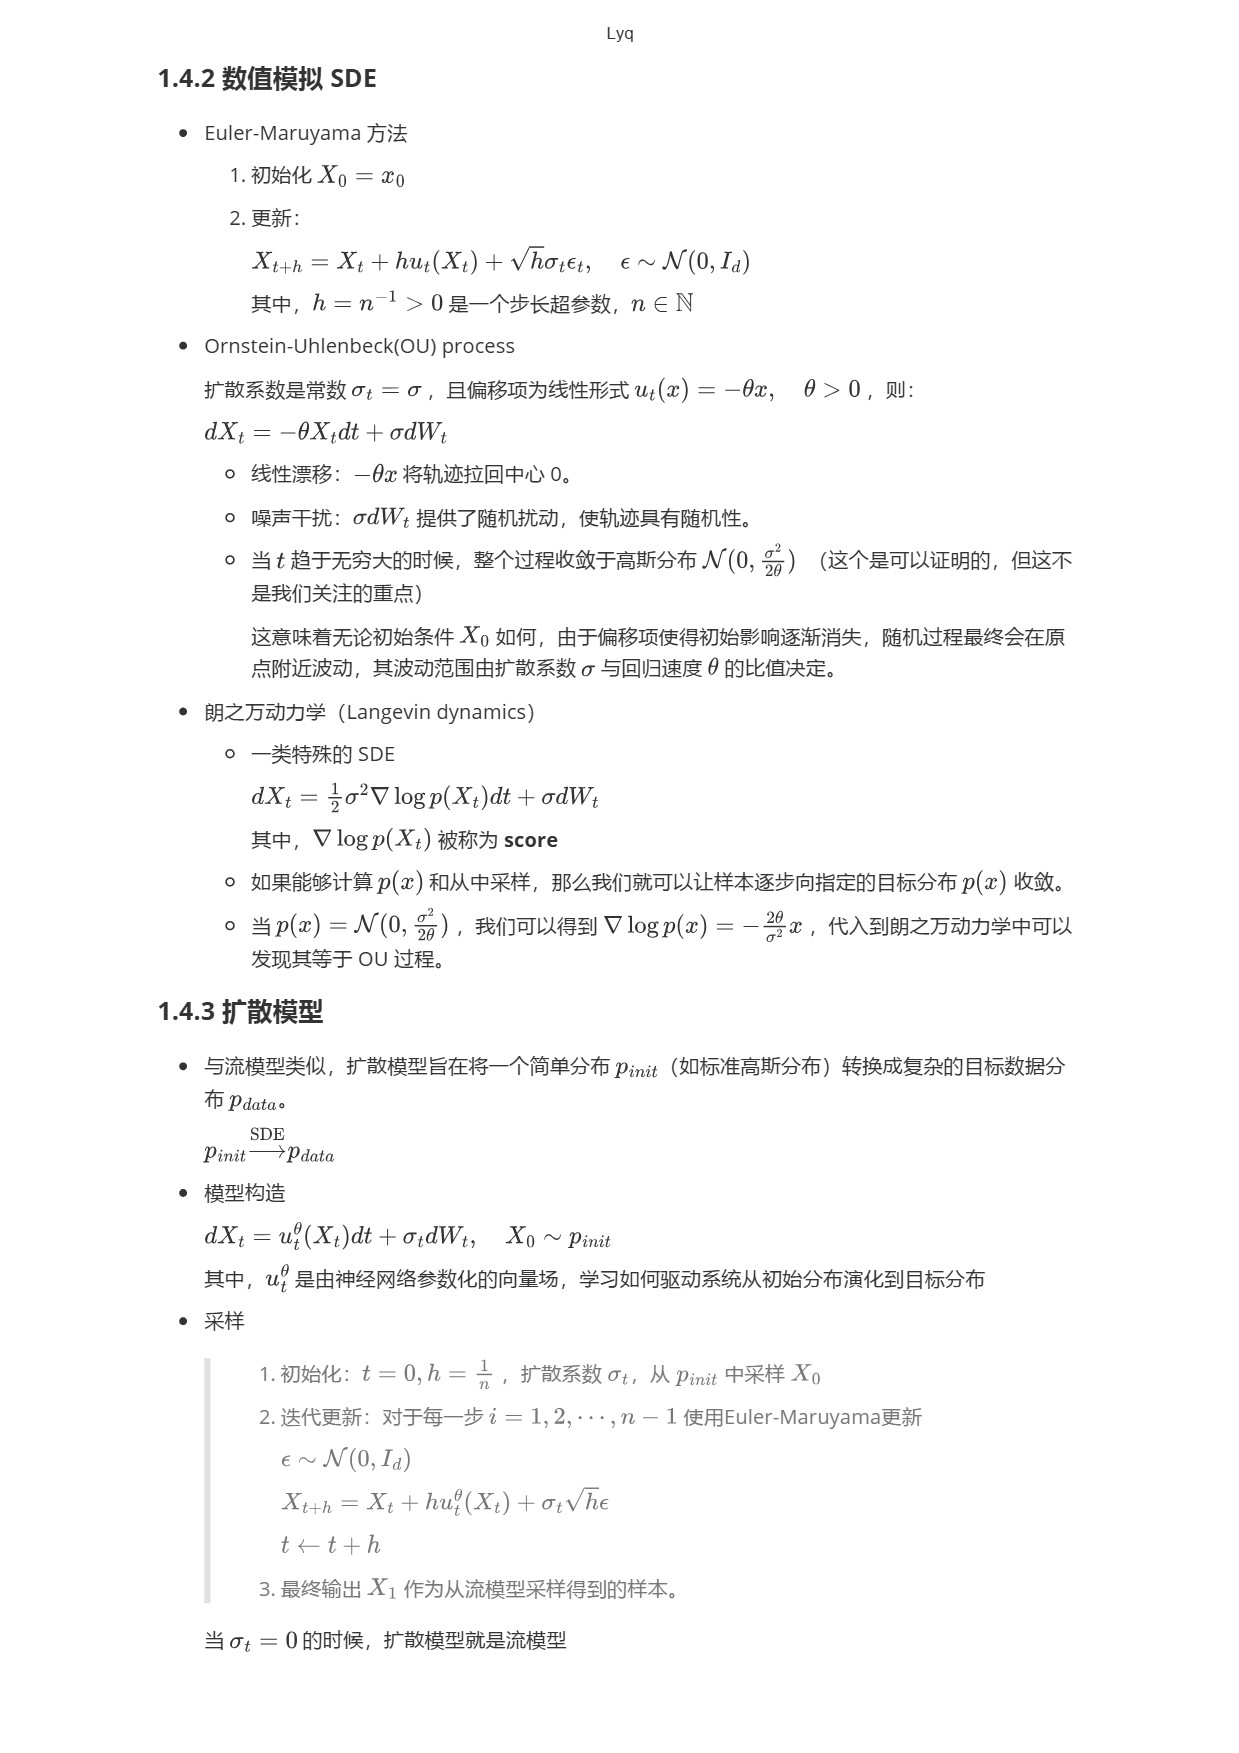 Lyq
1.4.2 数值模拟 SDE
• Euler-Maruyama 方法
1. 初始化 $X_0 = x_0$
2. 更新：
$X_{t+h} = X_t + hu_t(X_t) + \sqrt{h}\sigma_t\epsilon_t, \quad \epsilon \sim \mathcal{N}(0, I_d)$
其中，$h = n^{-1} > 0$ 是一个步长超参数，$n \in \mathbb{N}$
• Ornstein-Uhlenbeck(OU) process
扩散系数是常数 $\sigma_t = \sigma$ ，且偏移项为线性形式 $u_t(x) = -\theta x, \quad \theta > 0$ ，则：
$dX_t = -\theta X_t dt + \sigma dW_t$
◦ 线性漂移：$-\theta x$ 将轨迹拉回中心 0。
◦ 噪声干扰：$\sigma dW_t$ 提供了随机扰动，使轨迹具有随机性。
◦ 当 $t$ 趋于无穷大的时候，整个过程收敛于高斯分布 $\mathcal{N}(0, \frac{\sigma^2}{2\theta})$ （这个是可以证明的，但这不
是我们关注的重点）
这意味着无论初始条件 $X_0$ 如何，由于偏移项使得初始影响逐渐消失，随机过程最终会在原
点附近波动，其波动范围由扩散系数 $\sigma$ 与回归速度 $\theta$ 的比值决定。
• 朗之万动力学（Langevin dynamics）
◦ 一类特殊的 SDE
$dX_t = \frac{1}{2}\sigma^2 \nabla \log p(X_t)dt + \sigma dW_t$
其中，$\nabla \log p(X_t)$ 被称为 score
◦ 如果能够计算 $p(x)$ 和从中采样，那么我们就可以让样本逐步向指定的目标分布 $p(x)$ 收敛。
◦ 当 $p(x) = \mathcal{N}(0, \frac{\sigma^2}{2\theta})$ ，我们可以得到 $\nabla \log p(x) = -\frac{2\theta}{\sigma^2}x$ ，代入到朗之万动力学中可以
发现其等于 OU 过程。
1.4.3 扩散模型
• 与流模型类似，扩散模型旨在将一个简单分布 $p_{init}$（如标准高斯分布）转换成复杂的目标数据分
布 $p_{data}$。
$p_{init} \xrightarrow{\text{SDE}} p_{data}$
• 模型构造
$dX_t = u_t^\theta(X_t)dt + \sigma_t dW_t, \quad X_0 \sim p_{init}$
其中，$u_t^\theta$ 是由神经网络参数化的向量场，学习如何驱动系统从初始分布演化到目标分布
• 采样
1. 初始化：$t = 0, h = \frac{1}{n}$ ，扩散系数 $\sigma_t$，从 $p_{init}$ 中采样 $X_0$
2. 迭代更新：对于每一步 $i = 1, 2, \cdots, n - 1$ 使用Euler-Maruyama更新
$\epsilon \sim \mathcal{N}(0, I_d)$
$X_{t+h} = X_t + hu_t^\theta(X_t) + \sigma_t\sqrt{h}\epsilon$
$t \leftarrow t + h$
3. 最终输出 $X_1$ 作为从流模型采样得到的样本。
当 $\sigma_t = 0$ 的时候，扩散模型就是流模型